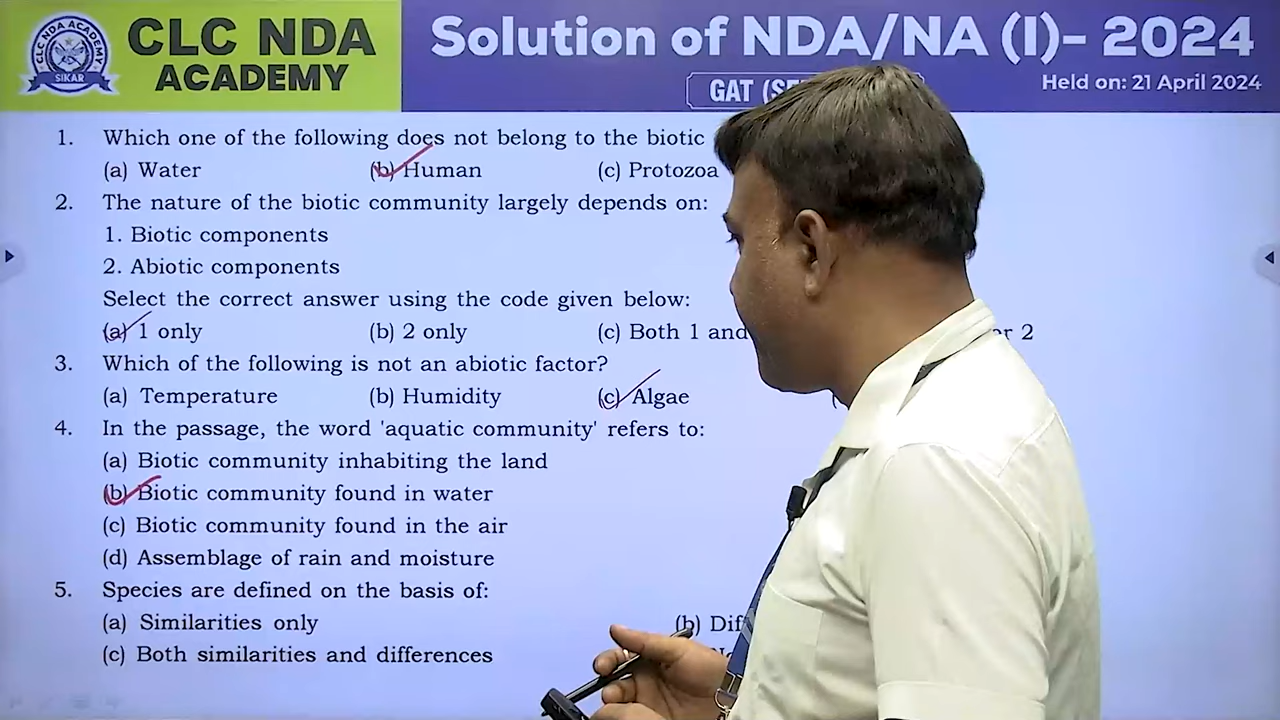 CLC NDA ACADEMY
SIKAR
CLC NDA
ACADEMY
Solution of NDA/NA (I)- 2024
GAT
Held on: 21 April 2024
1. Which one of the following does not belong to the biotic
(a) Water (b) Human (c) Protozoa
2. The nature of the biotic community largely depends on:
1. Biotic components
2. Abiotic components
Select the correct answer using the code given below:
(a) 1 only (b) 2 only (c) Both 1 and 2
3. Which of the following is not an abiotic factor?
(a) Temperature (b) Humidity (c) Algae
4. In the passage, the word 'aquatic community' refers to:
(a) Biotic community inhabiting the land
(b) Biotic community found in water
(c) Biotic community found in the air
(d) Assemblage of rain and moisture
5. Species are defined on the basis of:
(a) Similarities only (b)
(c) Both similarities and differences